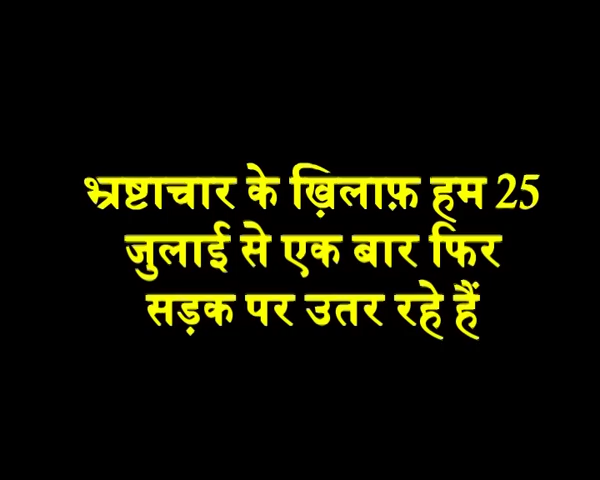 भ्रष्टाचार के ख़िलाफ़ हम 25
जुलाई से एक बार फिर
सड़क पर उतर रहे हैं